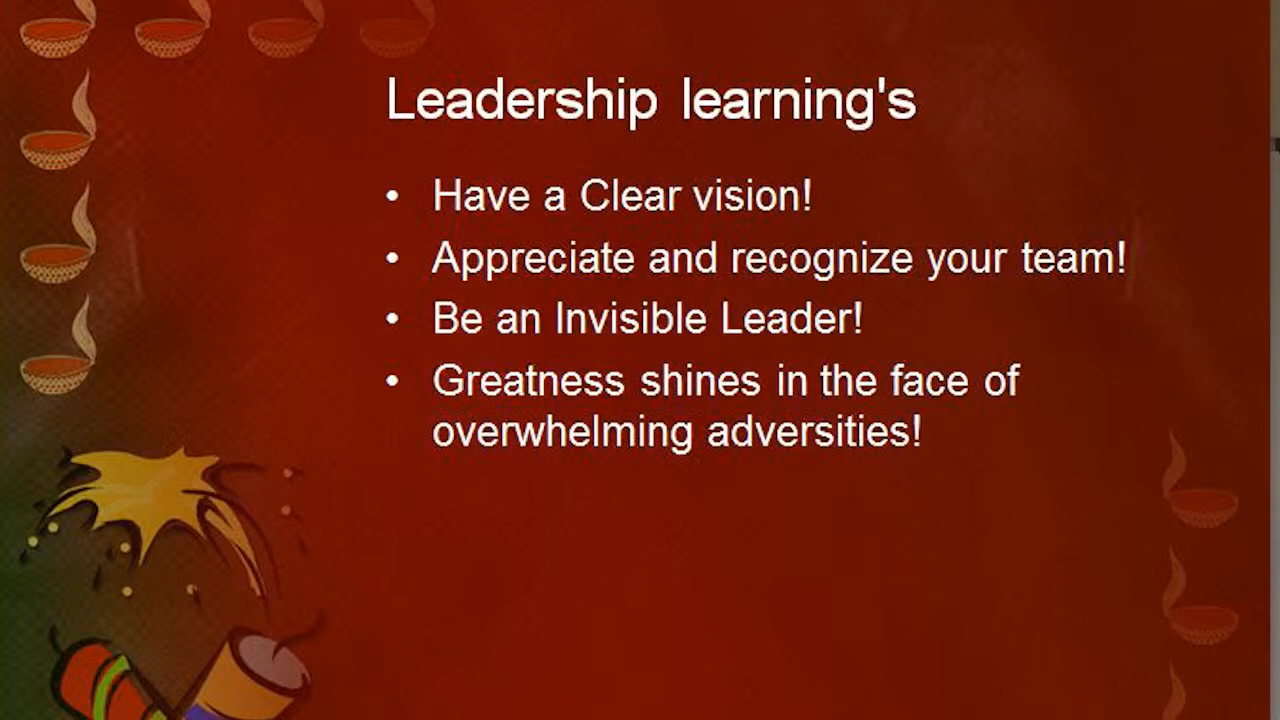 Leadership learning's
• Have a Clear vision!
• Appreciate and recognize your team!
• Be an Invisible Leader!
• Greatness shines in the face of
overwhelming adversities!